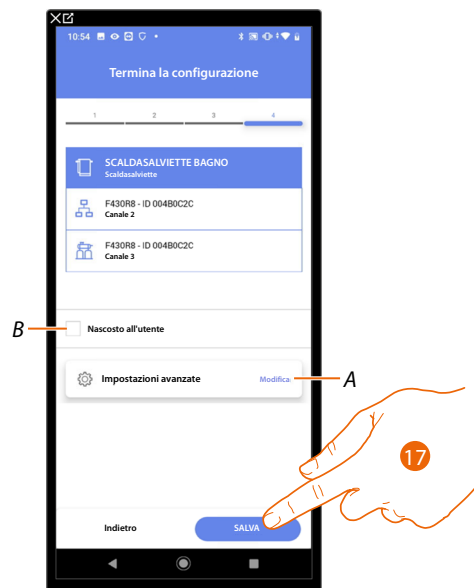 10:54
Termina la configurazione
1 2 3 4
SCALDASALVIETTE BAGNO
Scaldasalviette
F430R8 - ID 004B0C2C
Canale 2
F430R8 - ID 004B0C2C
Canale 3
B
Nascosto all'utente
Impostazioni avanzate
Modifica
A
17
Indietro
SALVA